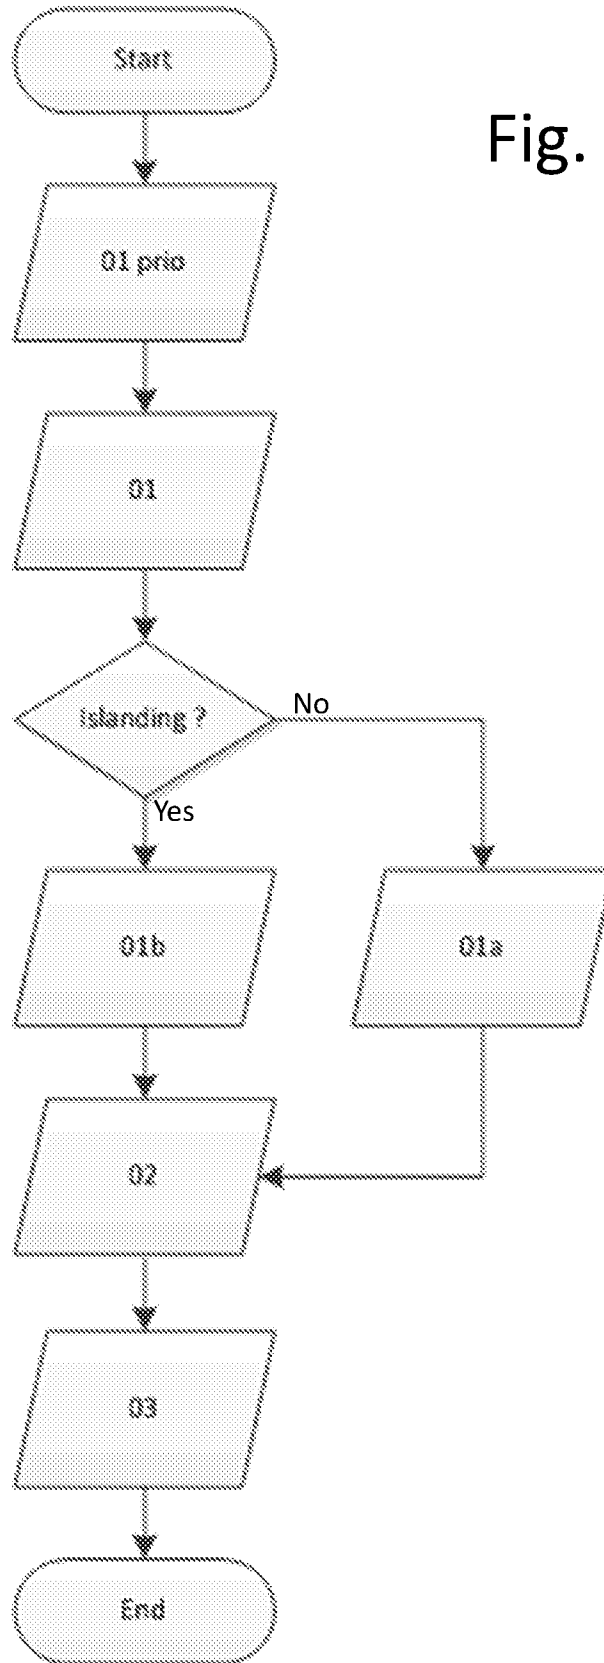 Start
Fig.
01 prio
01
Islanding ?
No
Yes
01b
01a
02
03
End